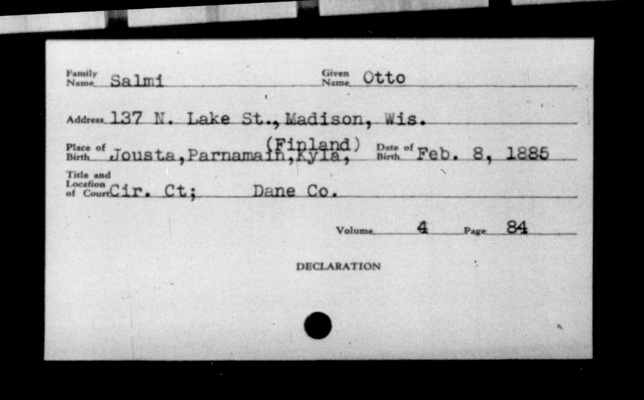 Family Name Salmi Given Name Otto
Address 137 N. Lake St., Madison, Wis.
(Finland)
Place of Birth Jousta, Parnamain, Kyla, Date of Birth Feb. 8, 1885
Title and Location of Court Cir. Ct; Dane Co.
Volume 4 Page 84
DECLARATION